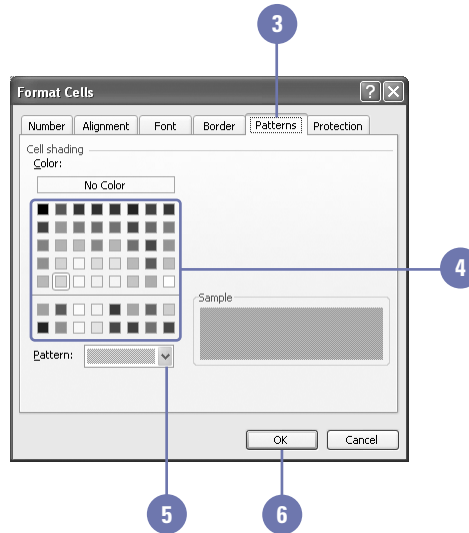 3
Format Cells
Number Alignment Font Border Patterns Protection
Cell shading
Color:
No Color
4
Sample
Pattern:
OK Cancel
5 6